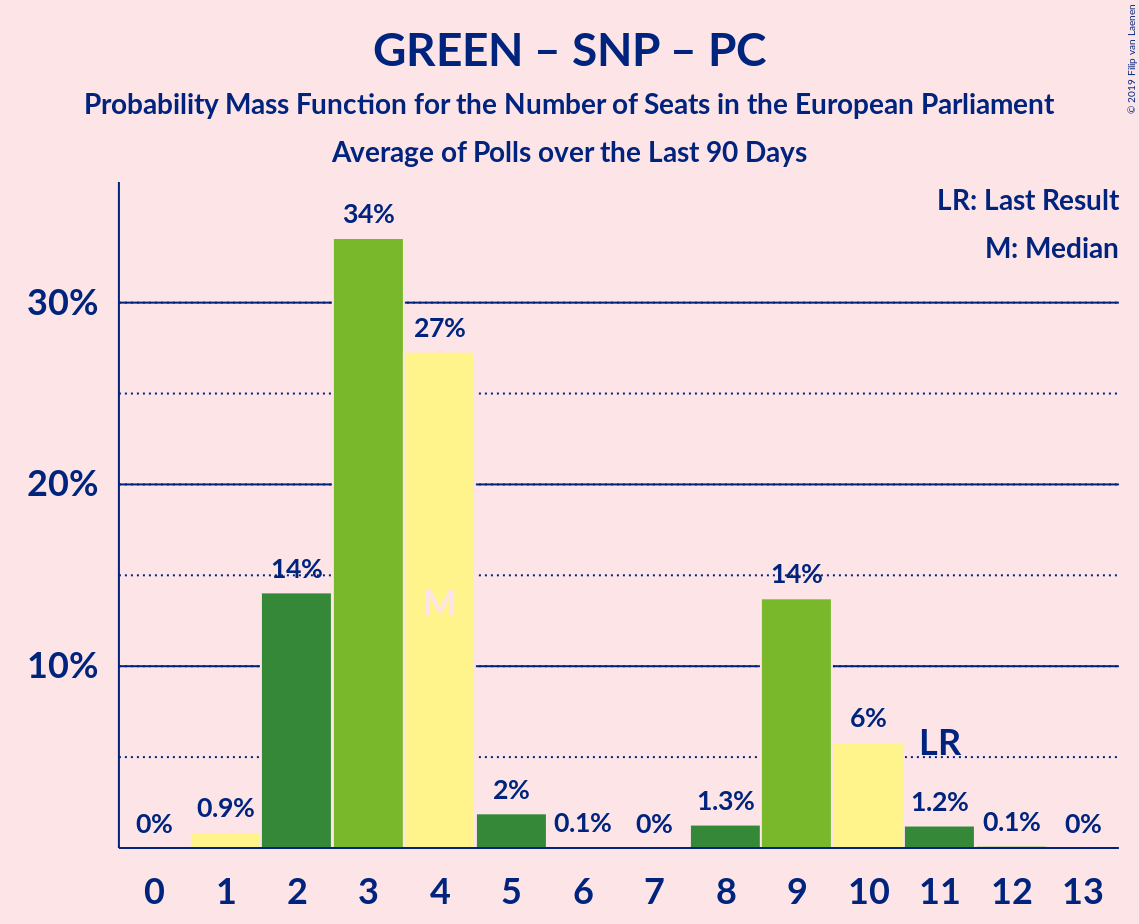 GREEN – SNP – PC
Probability Mass Function for the Number of Seats in the European Parliament
Average of Polls over the Last 90 Days
© 2019 Filip van Laenen
LR: Last Result
M: Median
34%
30%
27%
20%
14%
14%
M
10%
6%
LR
2%
1.3%
1.2%
0.9%
0%
0.1%
0%
0.1%
0%
0 1 2 3 4 5 6 7 8 9 10 11 12 13